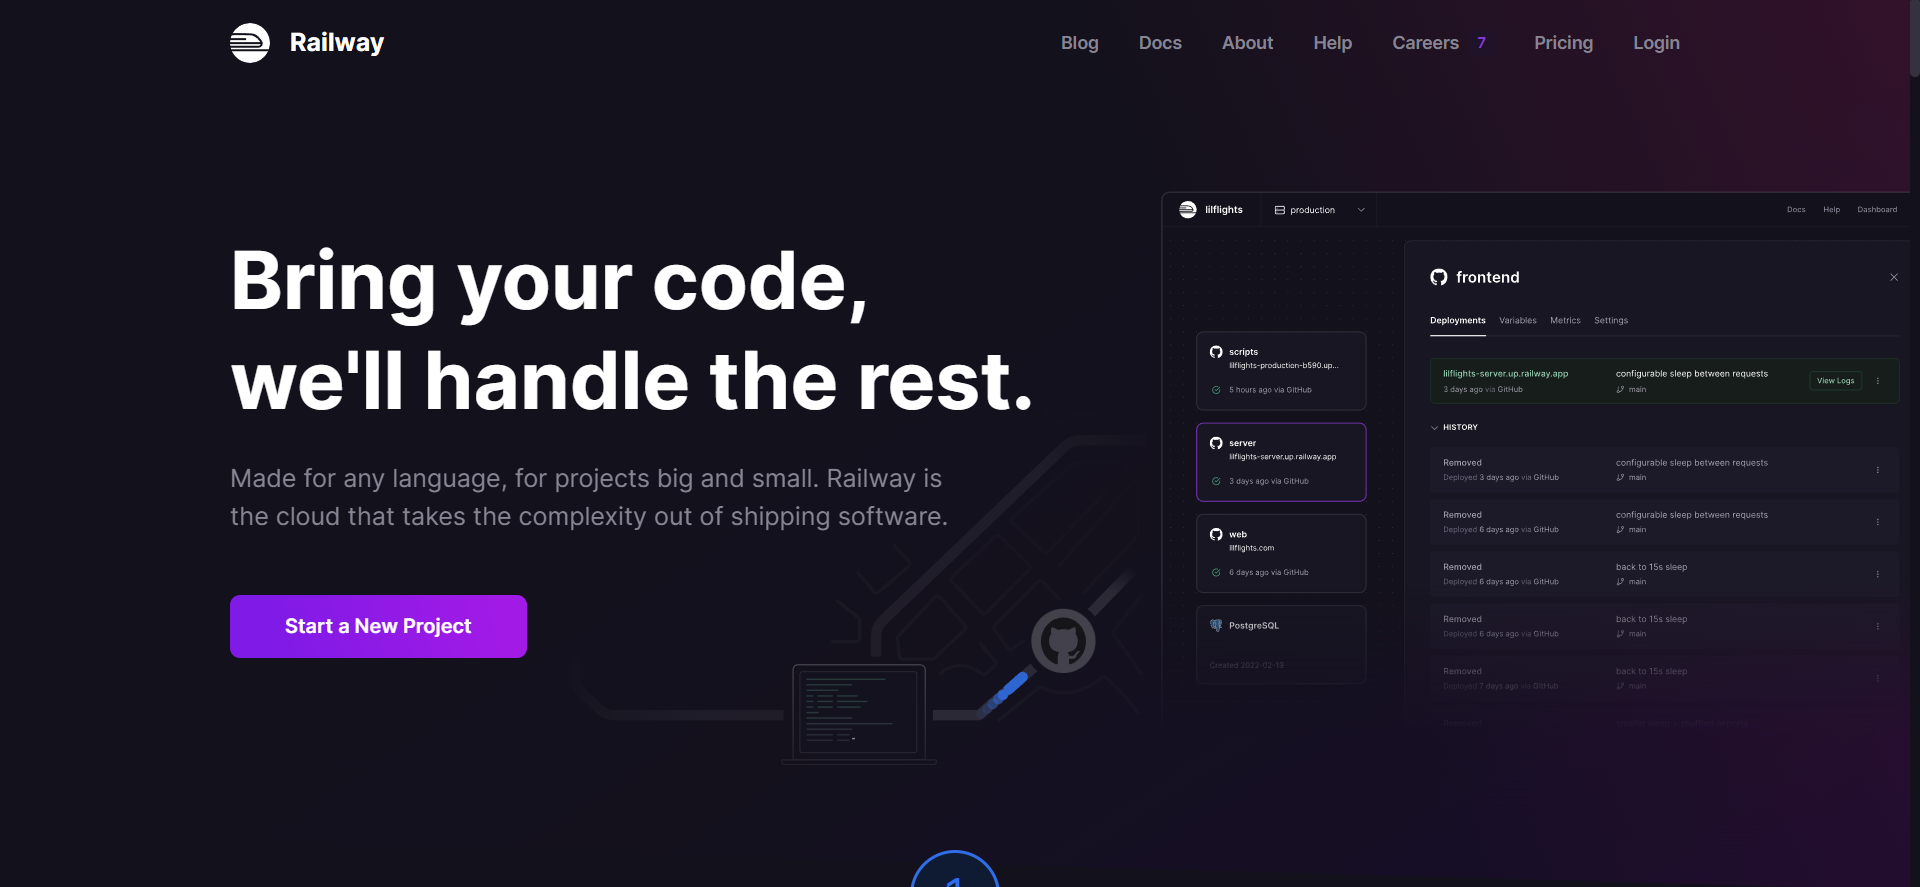 Railway
Blog
Docs
About
Help
Careers 7
Pricing
Login
Bring your code,
we'll handle the rest.
Made for any language, for projects big and small. Railway is
the cloud that takes the complexity out of shipping software.
Start a New Project
lilflights
production
Docs
Help
Dashboard
scripts
lilflights-production-b590.up...
5 hours ago via GitHub
server
lilflights-server.up.railway.app
3 days ago via GitHub
web
lilflights.com
6 days ago via GitHub
PostgreSQL
Created 2022-02-19
frontend
Deployments
Variables
Metrics
Settings
lilflights-server.up.railway.app
3 days ago via GitHub
configurable sleep between requests
main
View Logs
HISTORY
Removed
Deployed 3 days ago via GitHub
configurable sleep between requests
main
Removed
Deployed 6 days ago via GitHub
configurable sleep between requests
main
Removed
Deployed 6 days ago via GitHub
back to 15s sleep
main
Removed
Deployed 6 days ago via GitHub
back to 15s sleep
main
Removed
Deployed 7 days ago via GitHub
back to 15s sleep
main
Removed
1